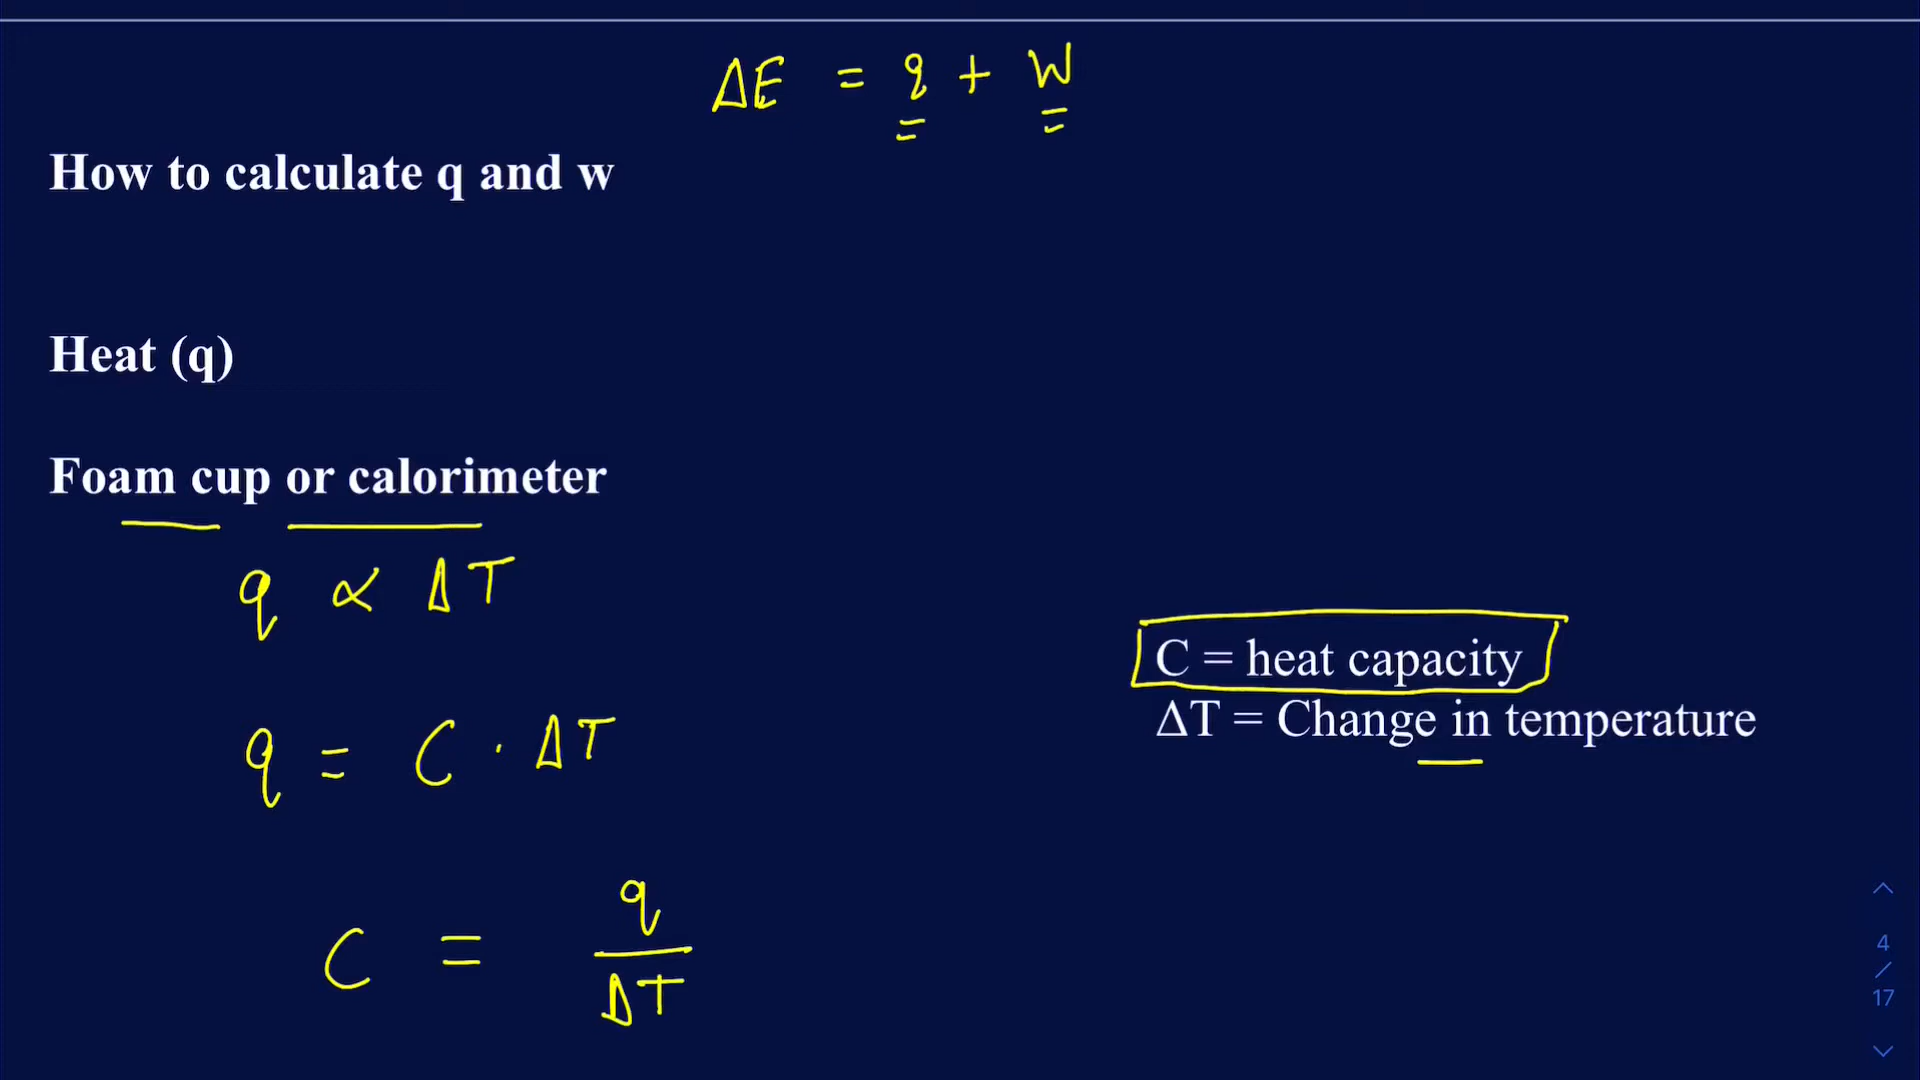 ΔE = q + W
How to calculate q and w
Heat (q)
Foam cup or calorimeter
q ∝ ΔT
C = heat capacity
ΔT = Change in temperature
q = C · ΔT
C = q / ΔT
4 / 17